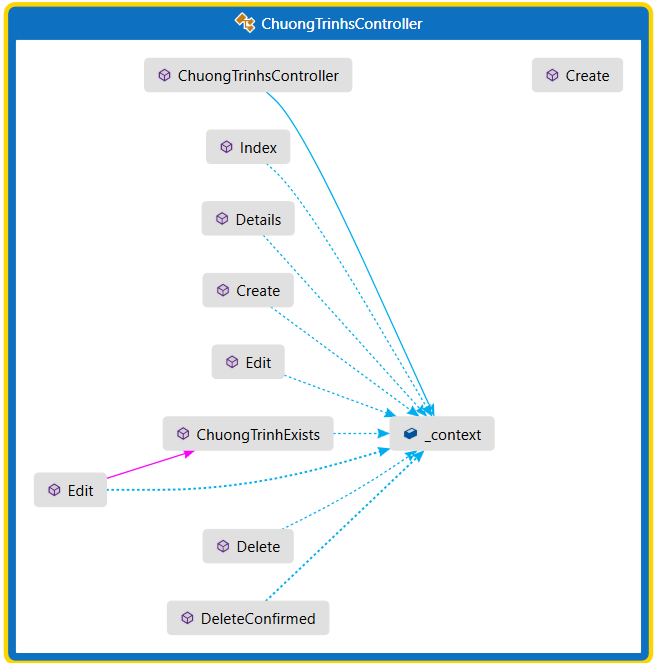 ChuongTrinhsController
ChuongTrinhsController
Create
Index
Details
Create
Edit
ChuongTrinhExists
_context
Edit
Delete
DeleteConfirmed